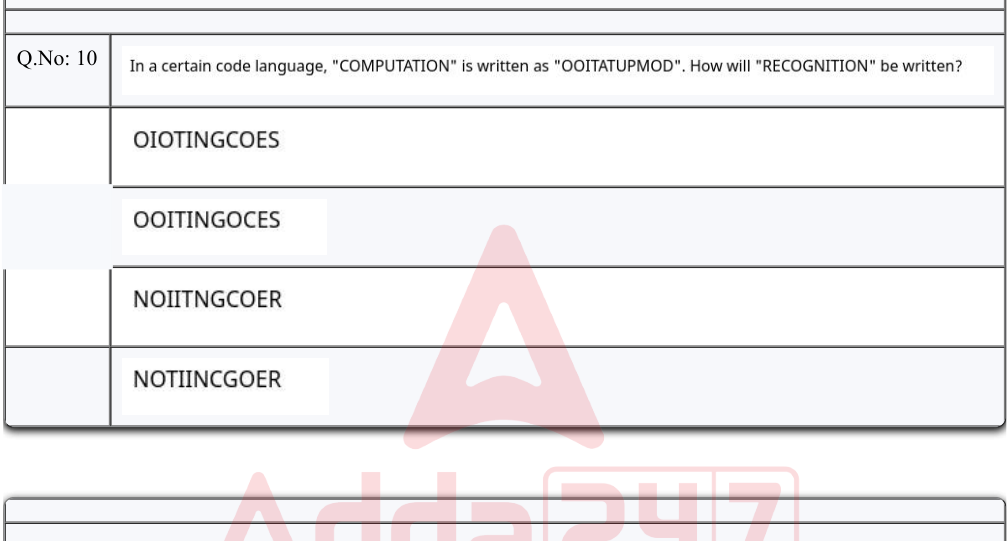 Q.No: 10
In a certain code language, "COMPUTATION" is written as "OOITATUPMOD". How will "RECOGNITION" be written?
OIOTINGCOES
OOITINGOCES
NOIITNGCOER
NOTIINCGOER
Adda247